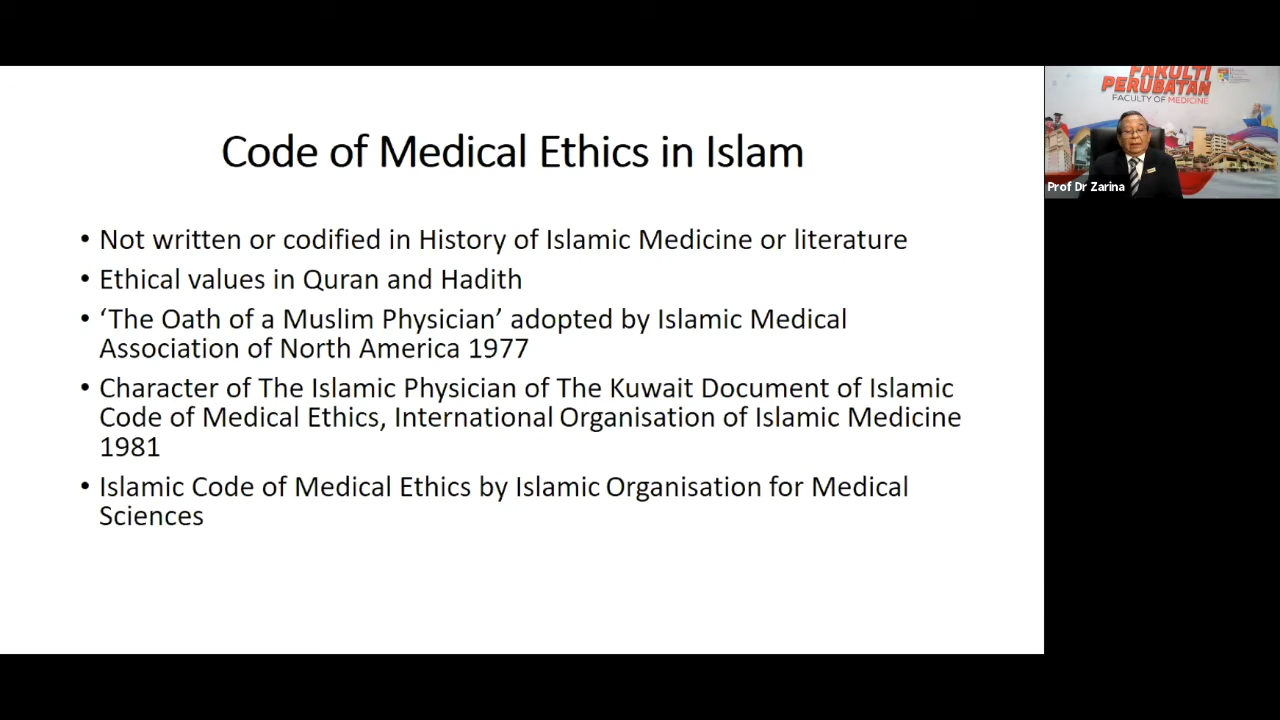 Code of Medical Ethics in Islam
• Not written or codified in History of Islamic Medicine or literature
• Ethical values in Quran and Hadith
• ‘The Oath of a Muslim Physician’ adopted by Islamic Medical
Association of North America 1977
• Character of The Islamic Physician of The Kuwait Document of Islamic
Code of Medical Ethics, International Organisation of Islamic Medicine
1981
• Islamic Code of Medical Ethics by Islamic Organisation for Medical
Sciences
FAKULTI
PERUBATAN
FACULTY OF MEDICINE
Prof Dr Zarina